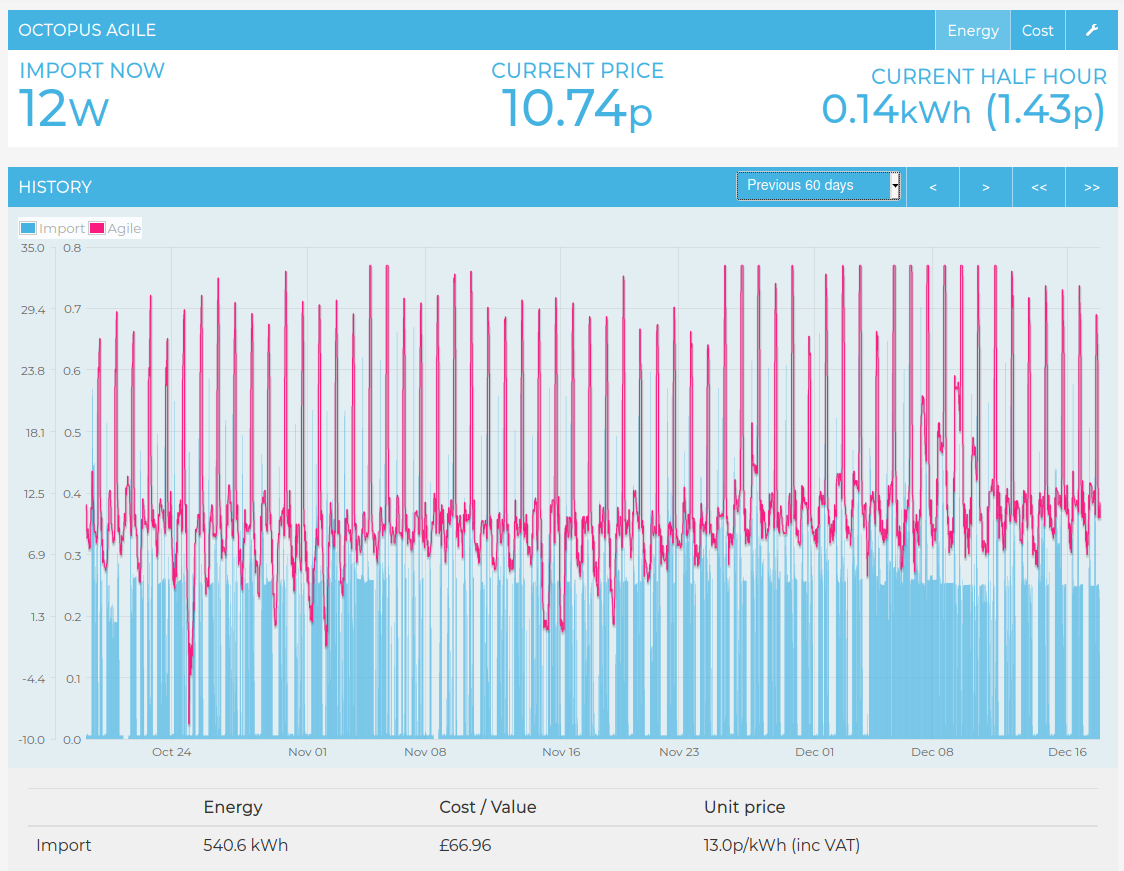 OCTOPUS AGILE Energy Cost
IMPORT NOW CURRENT PRICE CURRENT HALF HOUR
12W 10.74p 0.14kWh (1.43p)
HISTORY Previous 60 days < > << >>
Import Agile
35.0 0.8
29.4 0.7
23.8 0.6
18.1 0.5
12.5 0.4
6.9 0.3
1.3 0.2
-4.4 0.1
-10.0 0.0
Oct 24 Nov 01 Nov 08 Nov 16 Nov 23 Dec 01 Dec 08 Dec 16
Energy Cost / Value Unit price
Import 540.6 kWh £66.96 13.0p/kWh (inc VAT)